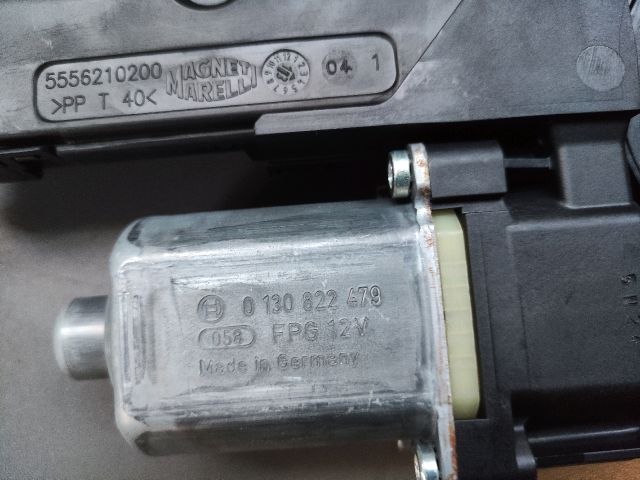 5556210200 MAGNETI MARELLI 04 1
>PP T 40<
0 130 822 479
058 FPG 12V
Made in Germany